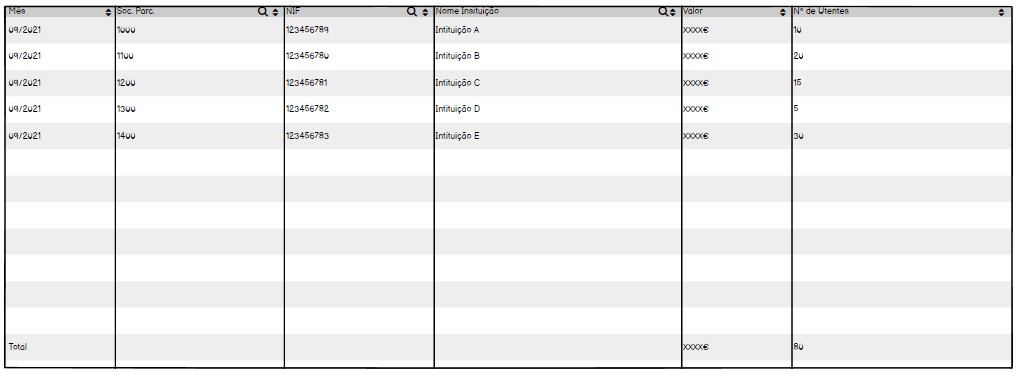 Mês Soc. Parc. NIF Nome Insituição Valor Nº de Utentes
09/2021 1000 123456789 Intituição A XXXX€ 10
09/2021 1100 123456780 Intituição B XXXX€ 20
09/2021 1200 123456781 Intituição C XXXX€ 15
09/2021 1300 123456782 Intituição D XXXX€ 5
09/2021 1400 123456783 Intituição E XXXX€ 30
Total XXXX€ 80